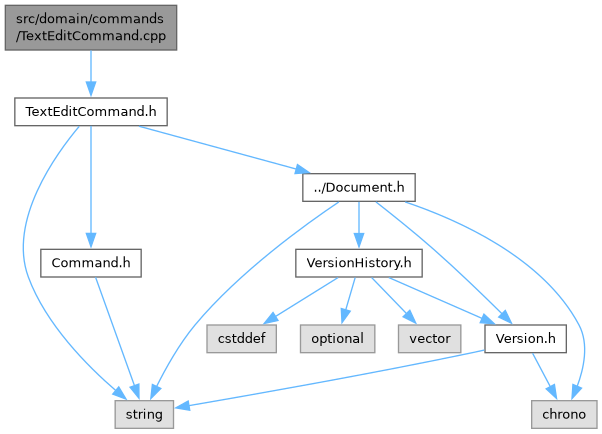 src/domain/commands
/TextEditCommand.cpp
TextEditCommand.h
../Document.h
Command.h
VersionHistory.h
cstddef
optional
vector
Version.h
string
chrono